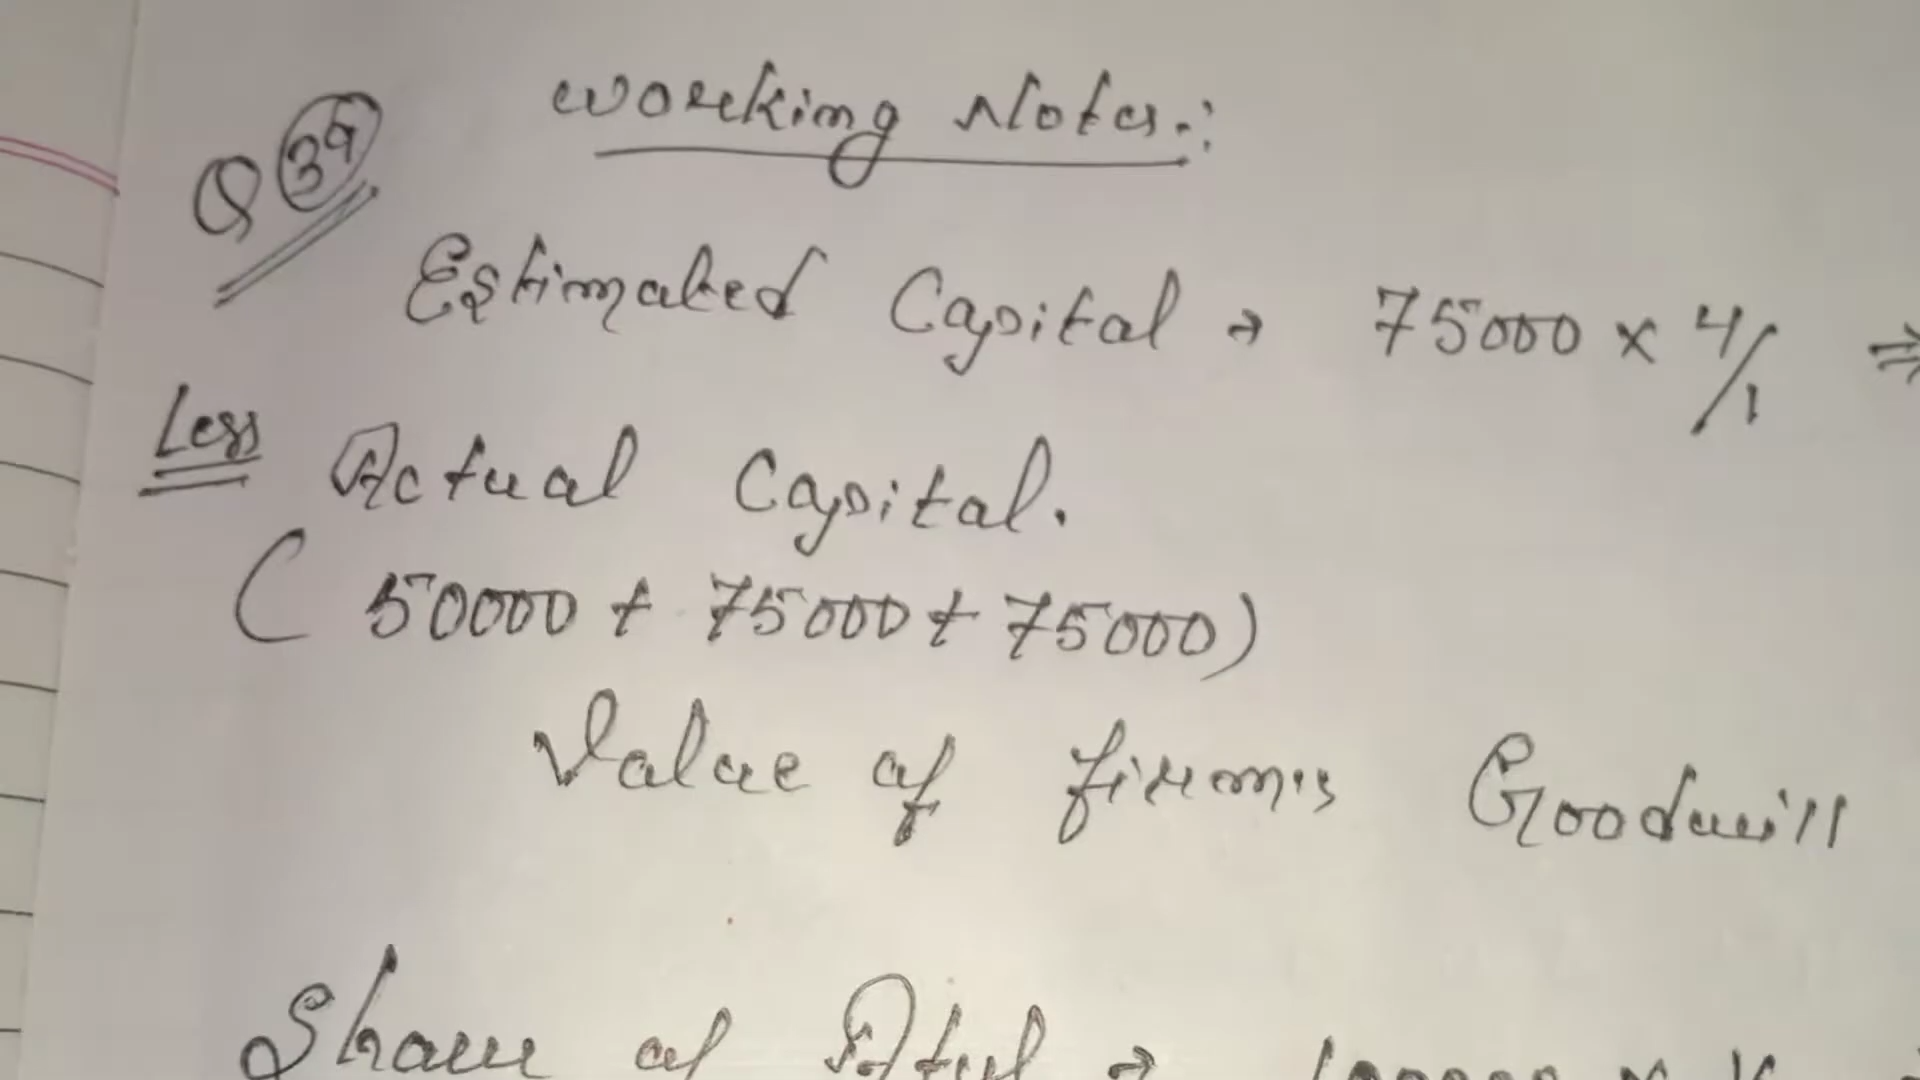 Q 39 Working Notes:
Estimated Capital → 75000 × 4/1 ⇒
Less Actual Capital.
( 50000 + 75000 + 75000)
Value of firm's Goodwill
Share of Atul →